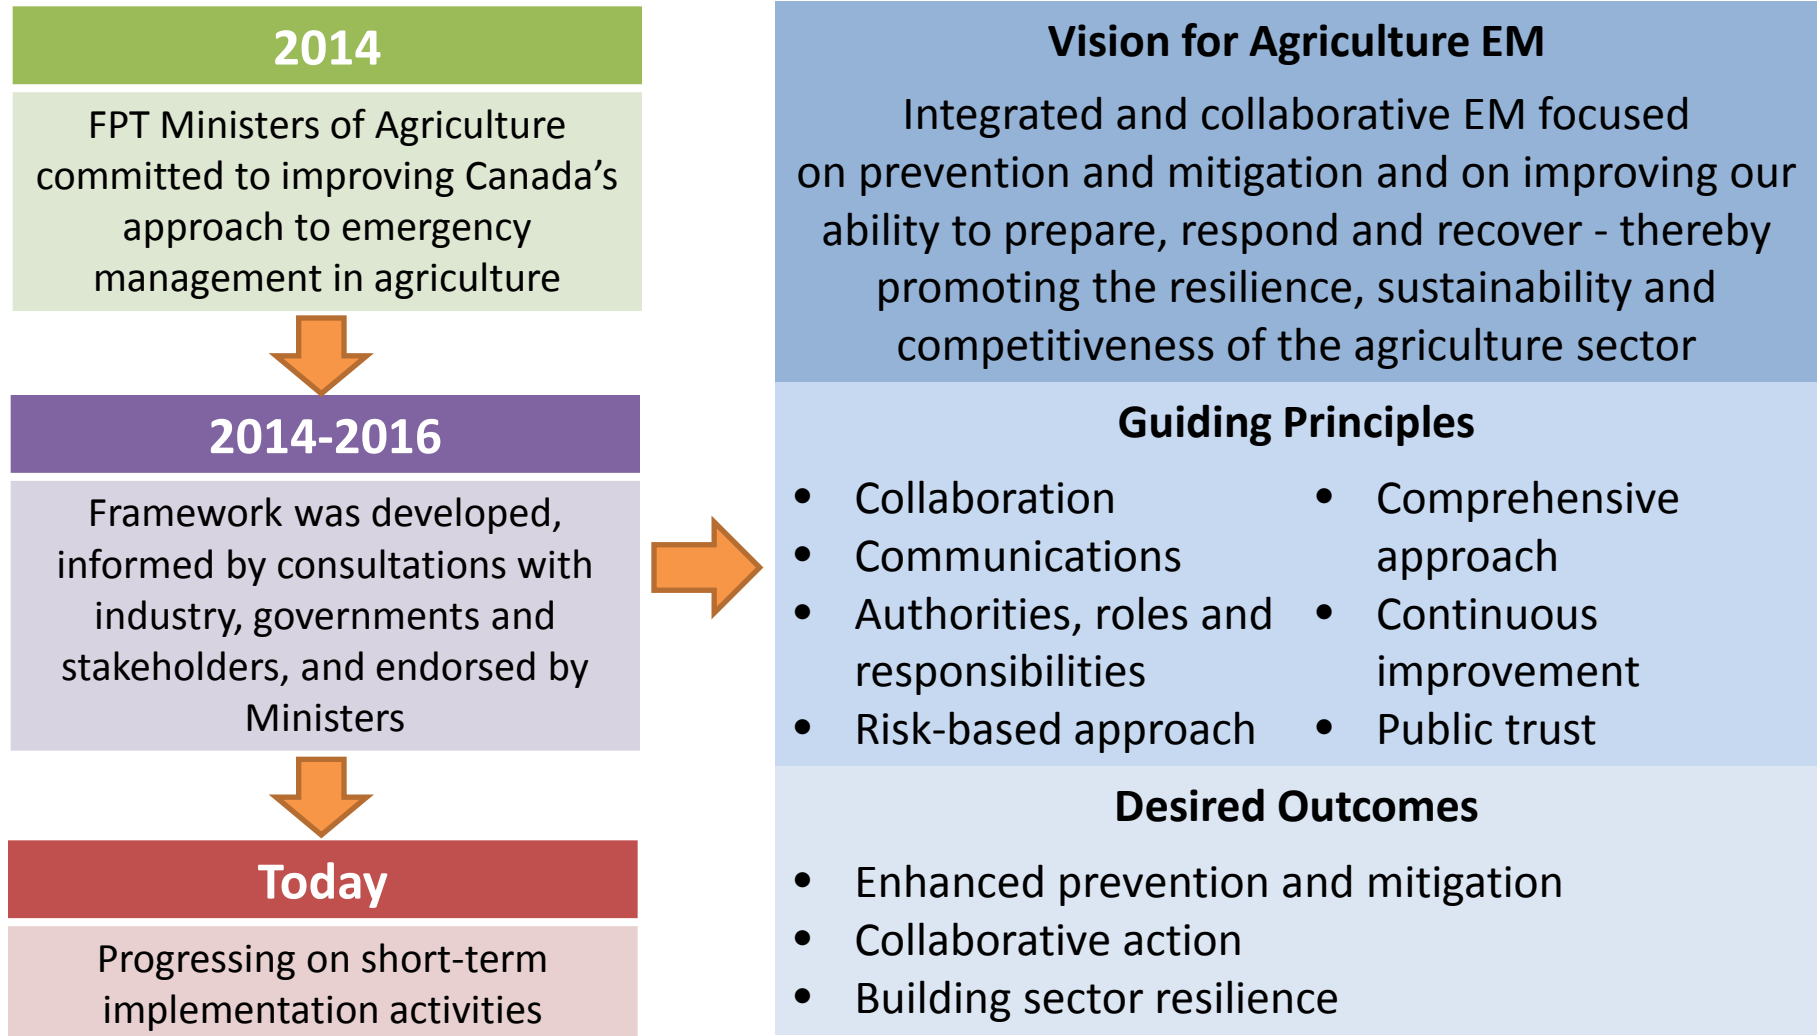 2014
FPT Ministers of Agriculture
committed to improving Canada’s
approach to emergency
management in agriculture
2014-2016
Framework was developed,
informed by consultations with
industry, governments and
stakeholders, and endorsed by
Ministers
Today
Progressing on short-term
implementation activities
Vision for Agriculture EM
Integrated and collaborative EM focused
on prevention and mitigation and on improving our
ability to prepare, respond and recover - thereby
promoting the resilience, sustainability and
competitiveness of the agriculture sector
Guiding Principles
• Collaboration
• Communications
• Authorities, roles and
responsibilities
• Risk-based approach
• Comprehensive
approach
• Continuous
improvement
• Public trust
Desired Outcomes
• Enhanced prevention and mitigation
• Collaborative action
• Building sector resilience